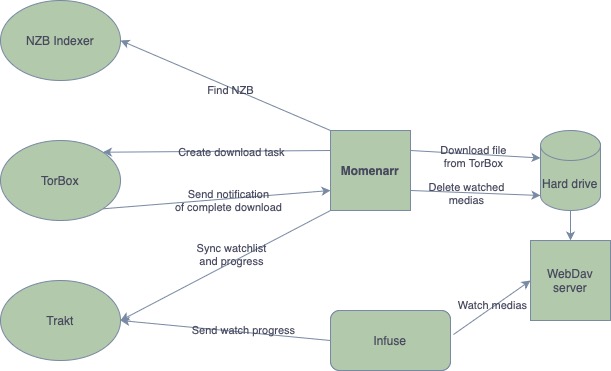 NZB Indexer
Find NZB
Create download task
TorBox
Send notification
of complete download
Momenarr
Download file
from TorBox
Delete watched
medias
Hard drive
Sync watchlist
and progress
WebDav
server
Watch medias
Trakt
Send watch progress
Infuse